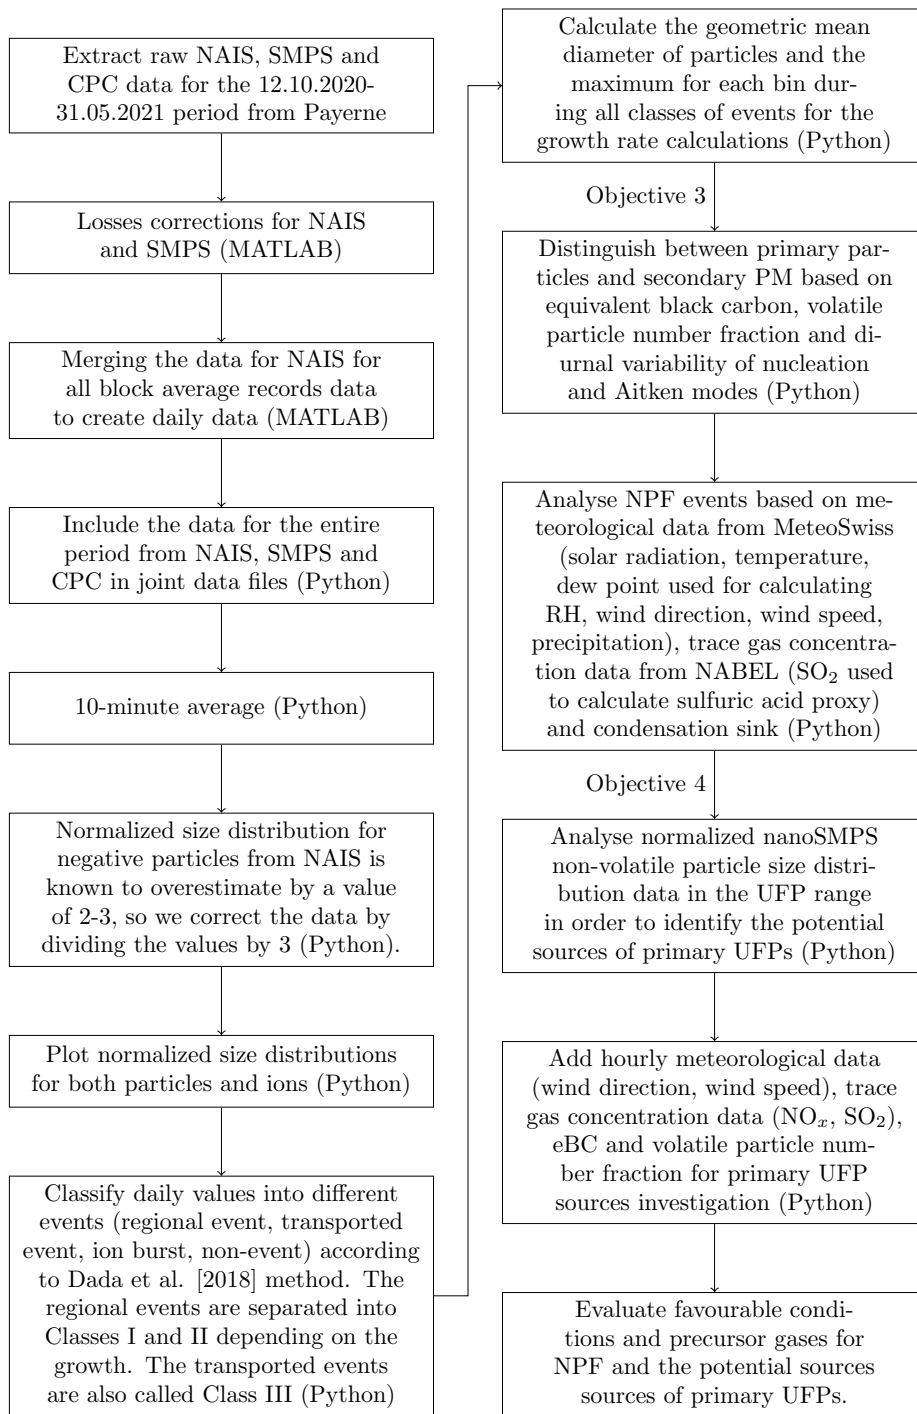 Extract raw NAIS, SMPS and
CPC data for the 12.10.2020-
31.05.2021 period from Payerne
Losses corrections for NAIS
and SMPS (MATLAB)
Merging the data for NAIS for
all block average records data
to create daily data (MATLAB)
Include the data for the entire
period from NAIS, SMPS and
CPC in joint data files (Python)
10-minute average (Python)
Normalized size distribution for
negative particles from NAIS is
known to overestimate by a value
of 2-3, so we correct the data by
dividing the values by 3 (Python).
Plot normalized size distributions
for both particles and ions (Python)
Classify daily values into different
events (regional event, transported
event, ion burst, non-event) according
to Dada et al. [2018] method. The
regional events are separated into
Classes I and II depending on the
growth. The transported events
are also called Class III (Python)
Calculate the geometric mean
diameter of particles and the
maximum for each bin dur-
ing all classes of events for the
growth rate calculations (Python)
Objective 3
Distinguish between primary par-
ticles and secondary PM based on
equivalent black carbon, volatile
particle number fraction and di-
urnal variability of nucleation
and Aitken modes (Python)
Analyse NPF events based on me-
teorological data from MeteoSwiss
(solar radiation, temperature,
dew point used for calculating
RH, wind direction, wind speed,
precipitation), trace gas concentra-
tion data from NABEL (SO₂ used
to calculate sulfuric acid proxy)
and condensation sink (Python)
Objective 4
Analyse normalized nanoSMPS
non-volatile particle size distri-
bution data in the UFP range
in order to identify the potential
sources of primary UFPs (Python)
Add hourly meteorological data
(wind direction, wind speed), trace
gas concentration data (NOₓ, SO₂),
eBC and volatile particle num-
ber fraction for primary UFP
sources investigation (Python)
Evaluate favourable condi-
tions and precursor gases for
NPF and the potential sources
sources of primary UFPs.